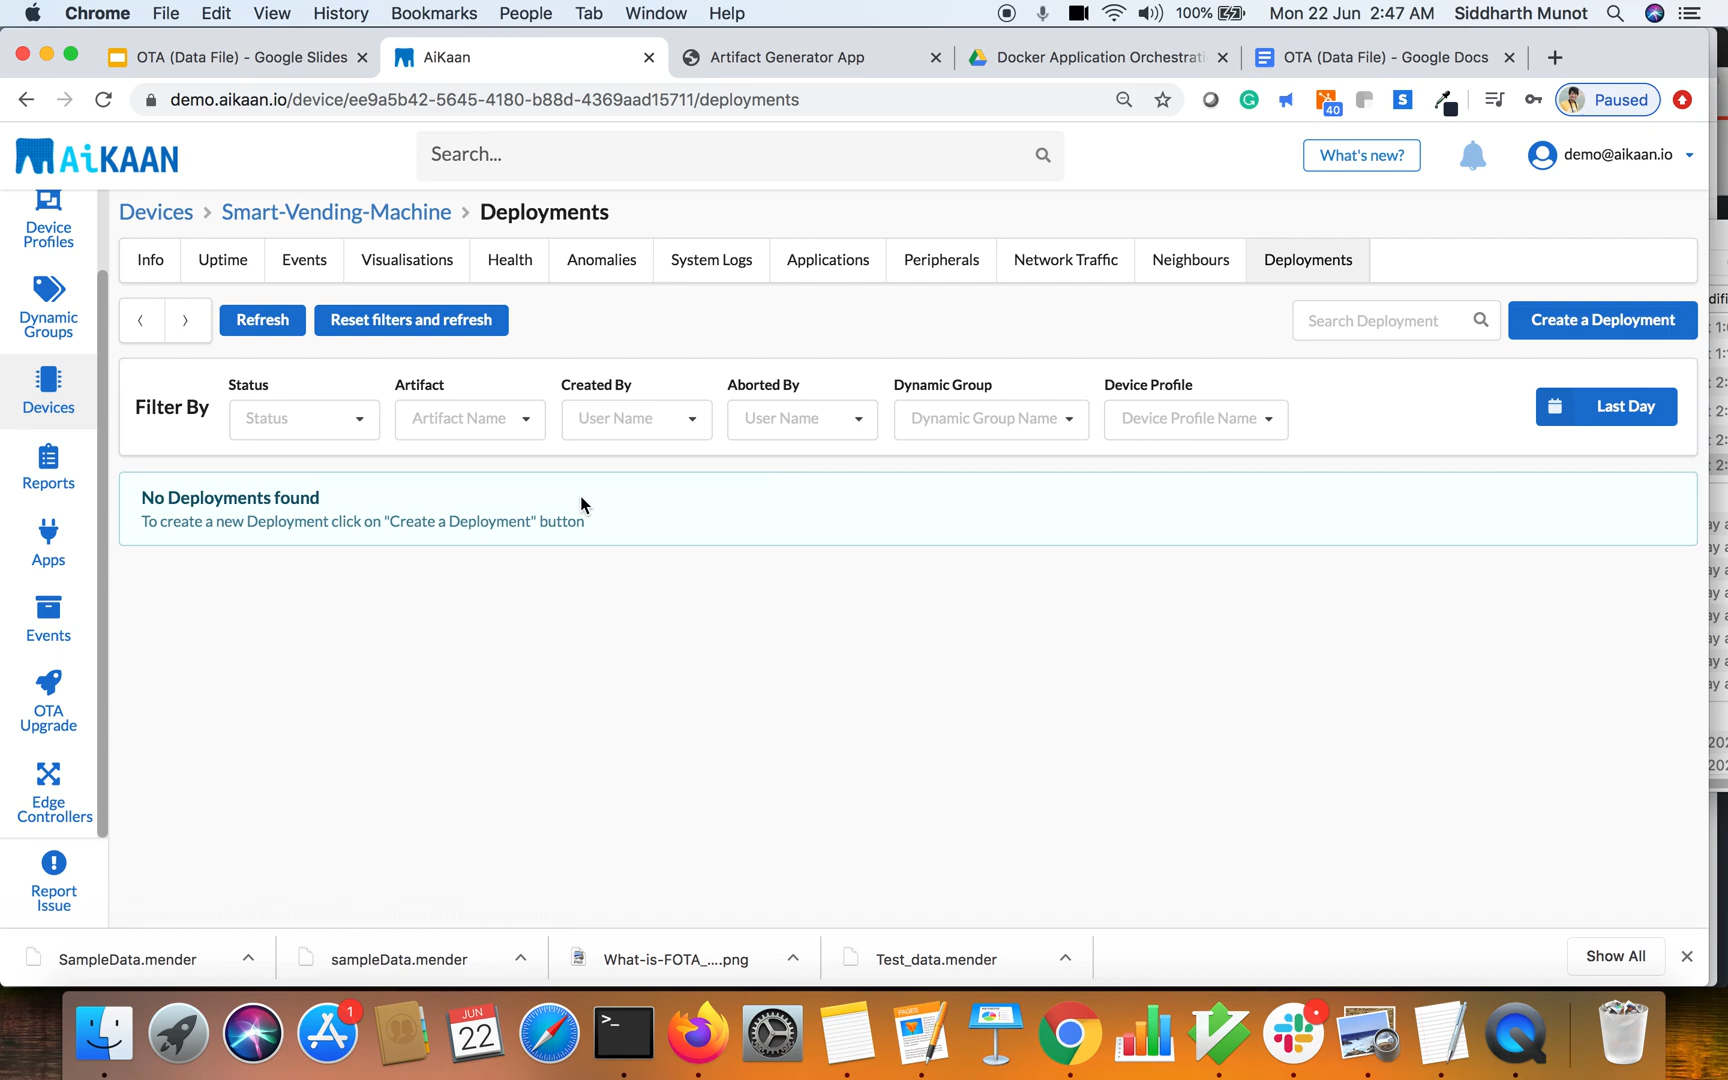 Chrome File Edit View History Bookmarks People Tab Window Help 100% Mon 22 Jun 2:47 AM Siddharth Munot
OTA (Data File) - Google Slides AiKaan Artifact Generator App Docker Application Orchestrati OTA (Data File) - Google Docs
demo.aikaan.io/device/ee9a5b42-5645-4180-b88d-4369aad15711/deployments 40 S Paused
AiKAAN Search... What's new? demo@aikaan.io
Device Profiles
Dynamic Groups
Devices
Reports
Apps
Events
OTA Upgrade
Edge Controllers
Report Issue
Devices > Smart-Vending-Machine > Deployments
Info Uptime Events Visualisations Health Anomalies System Logs Applications Peripherals Network Traffic Neighbours Deployments
Refresh Reset filters and refresh Search Deployment Create a Deployment
Filter By
Status Artifact Created By Aborted By Dynamic Group Device Profile
Status Artifact Name User Name User Name Dynamic Group Name Device Profile Name Last Day
No Deployments found
To create a new Deployment click on "Create a Deployment" button
SampleData.mender sampleData.mender What-is-FOTA_....png Test_data.mender Show All
1 JUN 22 PAGES